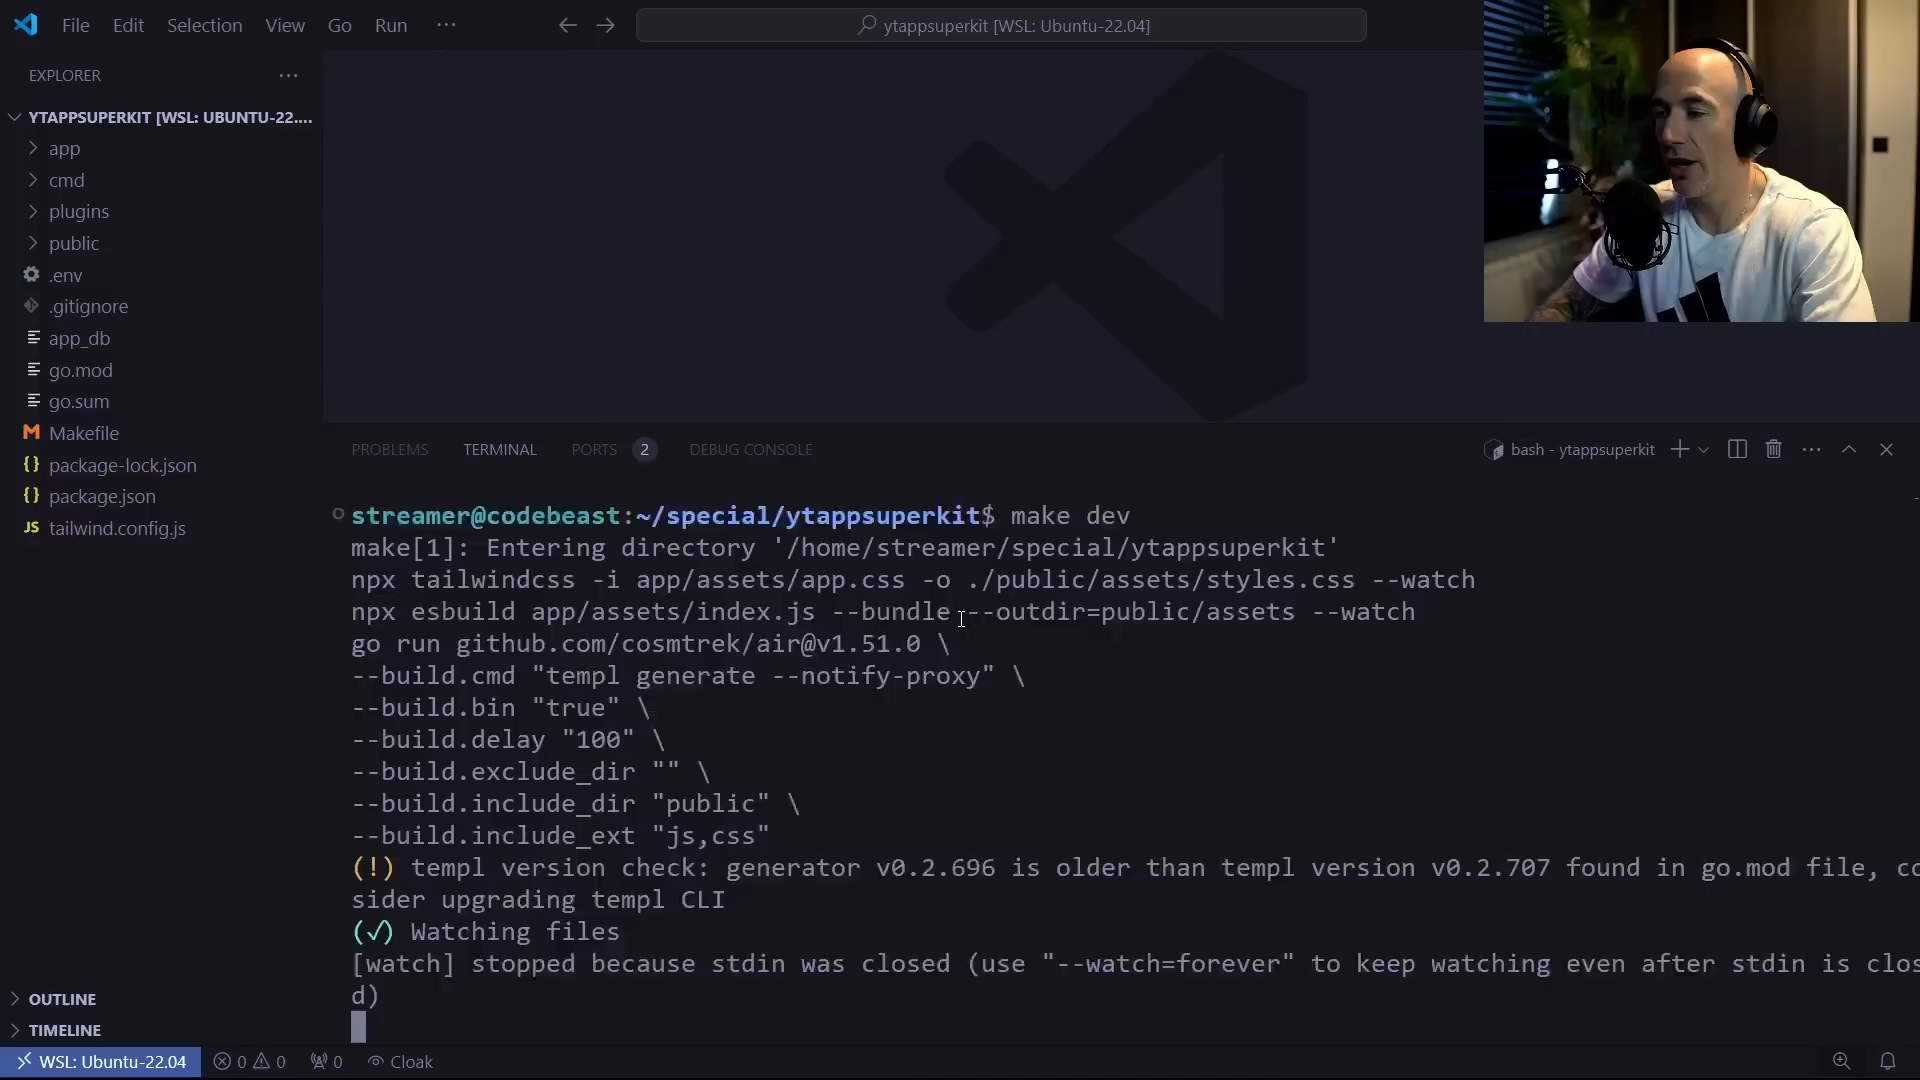 File Edit Selection View Go Run ···
ytappsuperkit [WSL: Ubuntu-22.04]
EXPLORER ···
YTAPPSUPERKIT [WSL: UBUNTU-22....
app
cmd
plugins
public
.env
.gitignore
app_db
go.mod
go.sum
Makefile
package-lock.json
package.json
JS tailwind.config.js
OUTLINE
TIMELINE
PROBLEMS TERMINAL PORTS 2 DEBUG CONSOLE
bash - ytappsuperkit
streamer@codebeast:~/special/ytappsuperkit$ make dev
make[1]: Entering directory '/home/streamer/special/ytappsuperkit'
npx tailwindcss -i app/assets/app.css -o ./public/assets/styles.css --watch
npx esbuild app/assets/index.js --bundle --outdir=public/assets --watch
go run github.com/cosmtrek/air@v1.51.0 \
--build.cmd "templ generate --notify-proxy" \
--build.bin "true" \
--build.delay "100" \
--build.exclude_dir "" \
--build.include_dir "public" \
--build.include_ext "js,css"
(!) templ version check: generator v0.2.696 is older than templ version v0.2.707 found in go.mod file, co
sider upgrading templ CLI
(✓) Watching files
[watch] stopped because stdin was closed (use "--watch=forever" to keep watching even after stdin is clos
d)
WSL: Ubuntu-22.04 0 0 0 Cloak